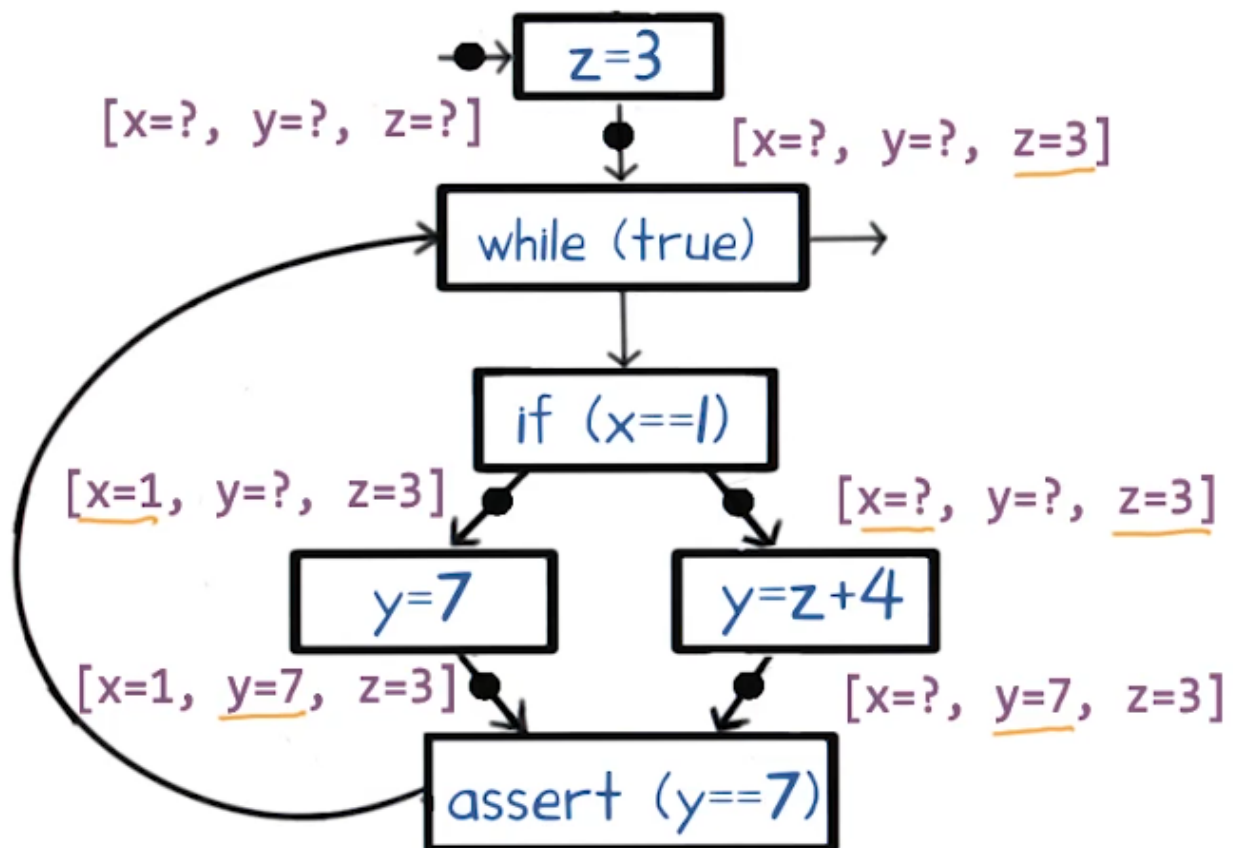 z=3
[x=?, y=?, z=?]
[x=?, y=?, z=3]
while (true)
if (x==1)
[x=1, y=?, z=3]
[x=?, y=?, z=3]
y=7
y=z+4
[x=1, y=7, z=3]
[x=?, y=7, z=3]
assert (y==7)